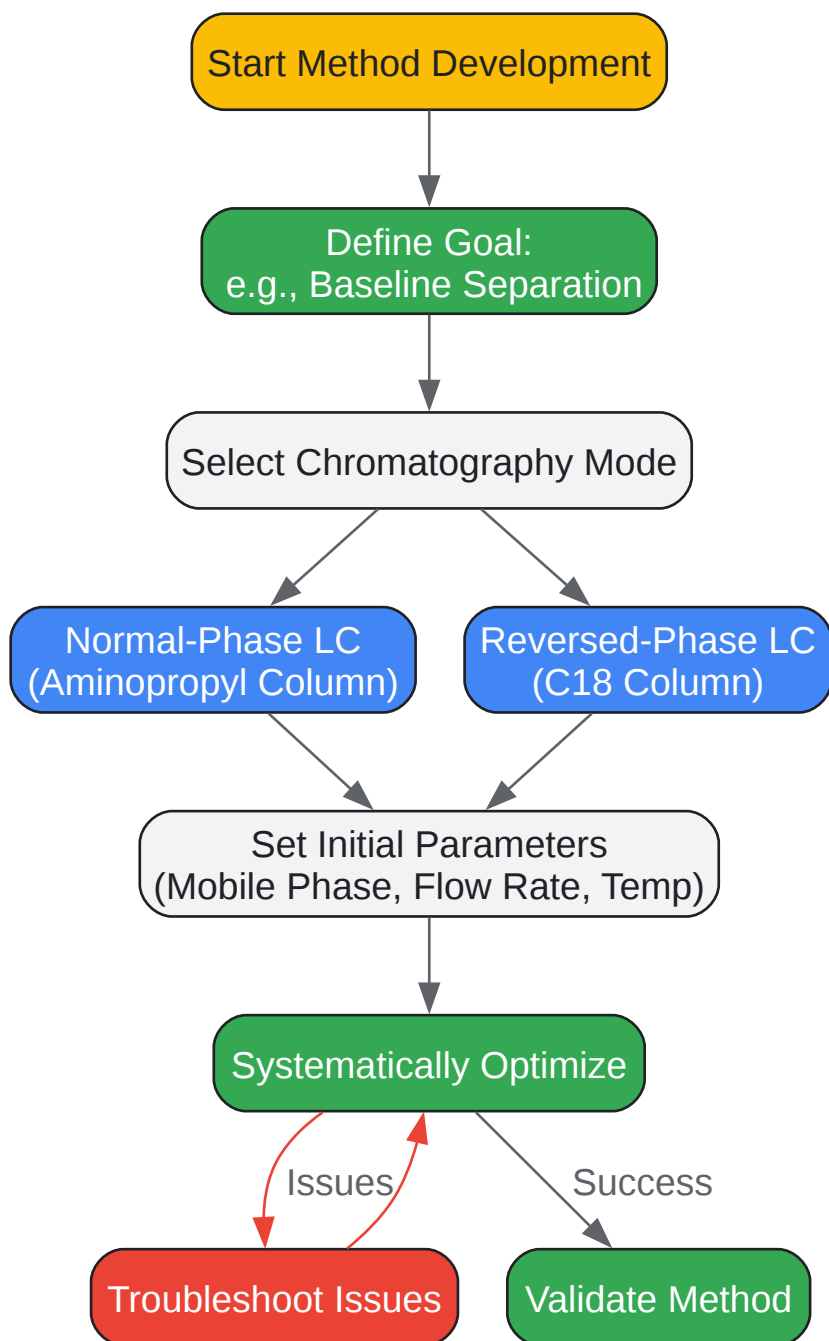 Start Method Development
Define Goal:
e.g., Baseline Separation
Select Chromatography Mode
Normal-Phase LC
(Aminopropyl Column)
Reversed-Phase LC
(C18 Column)
Set Initial Parameters
(Mobile Phase, Flow Rate, Temp)
Systematically Optimize
Issues
Success
Troubleshoot Issues
Validate Method